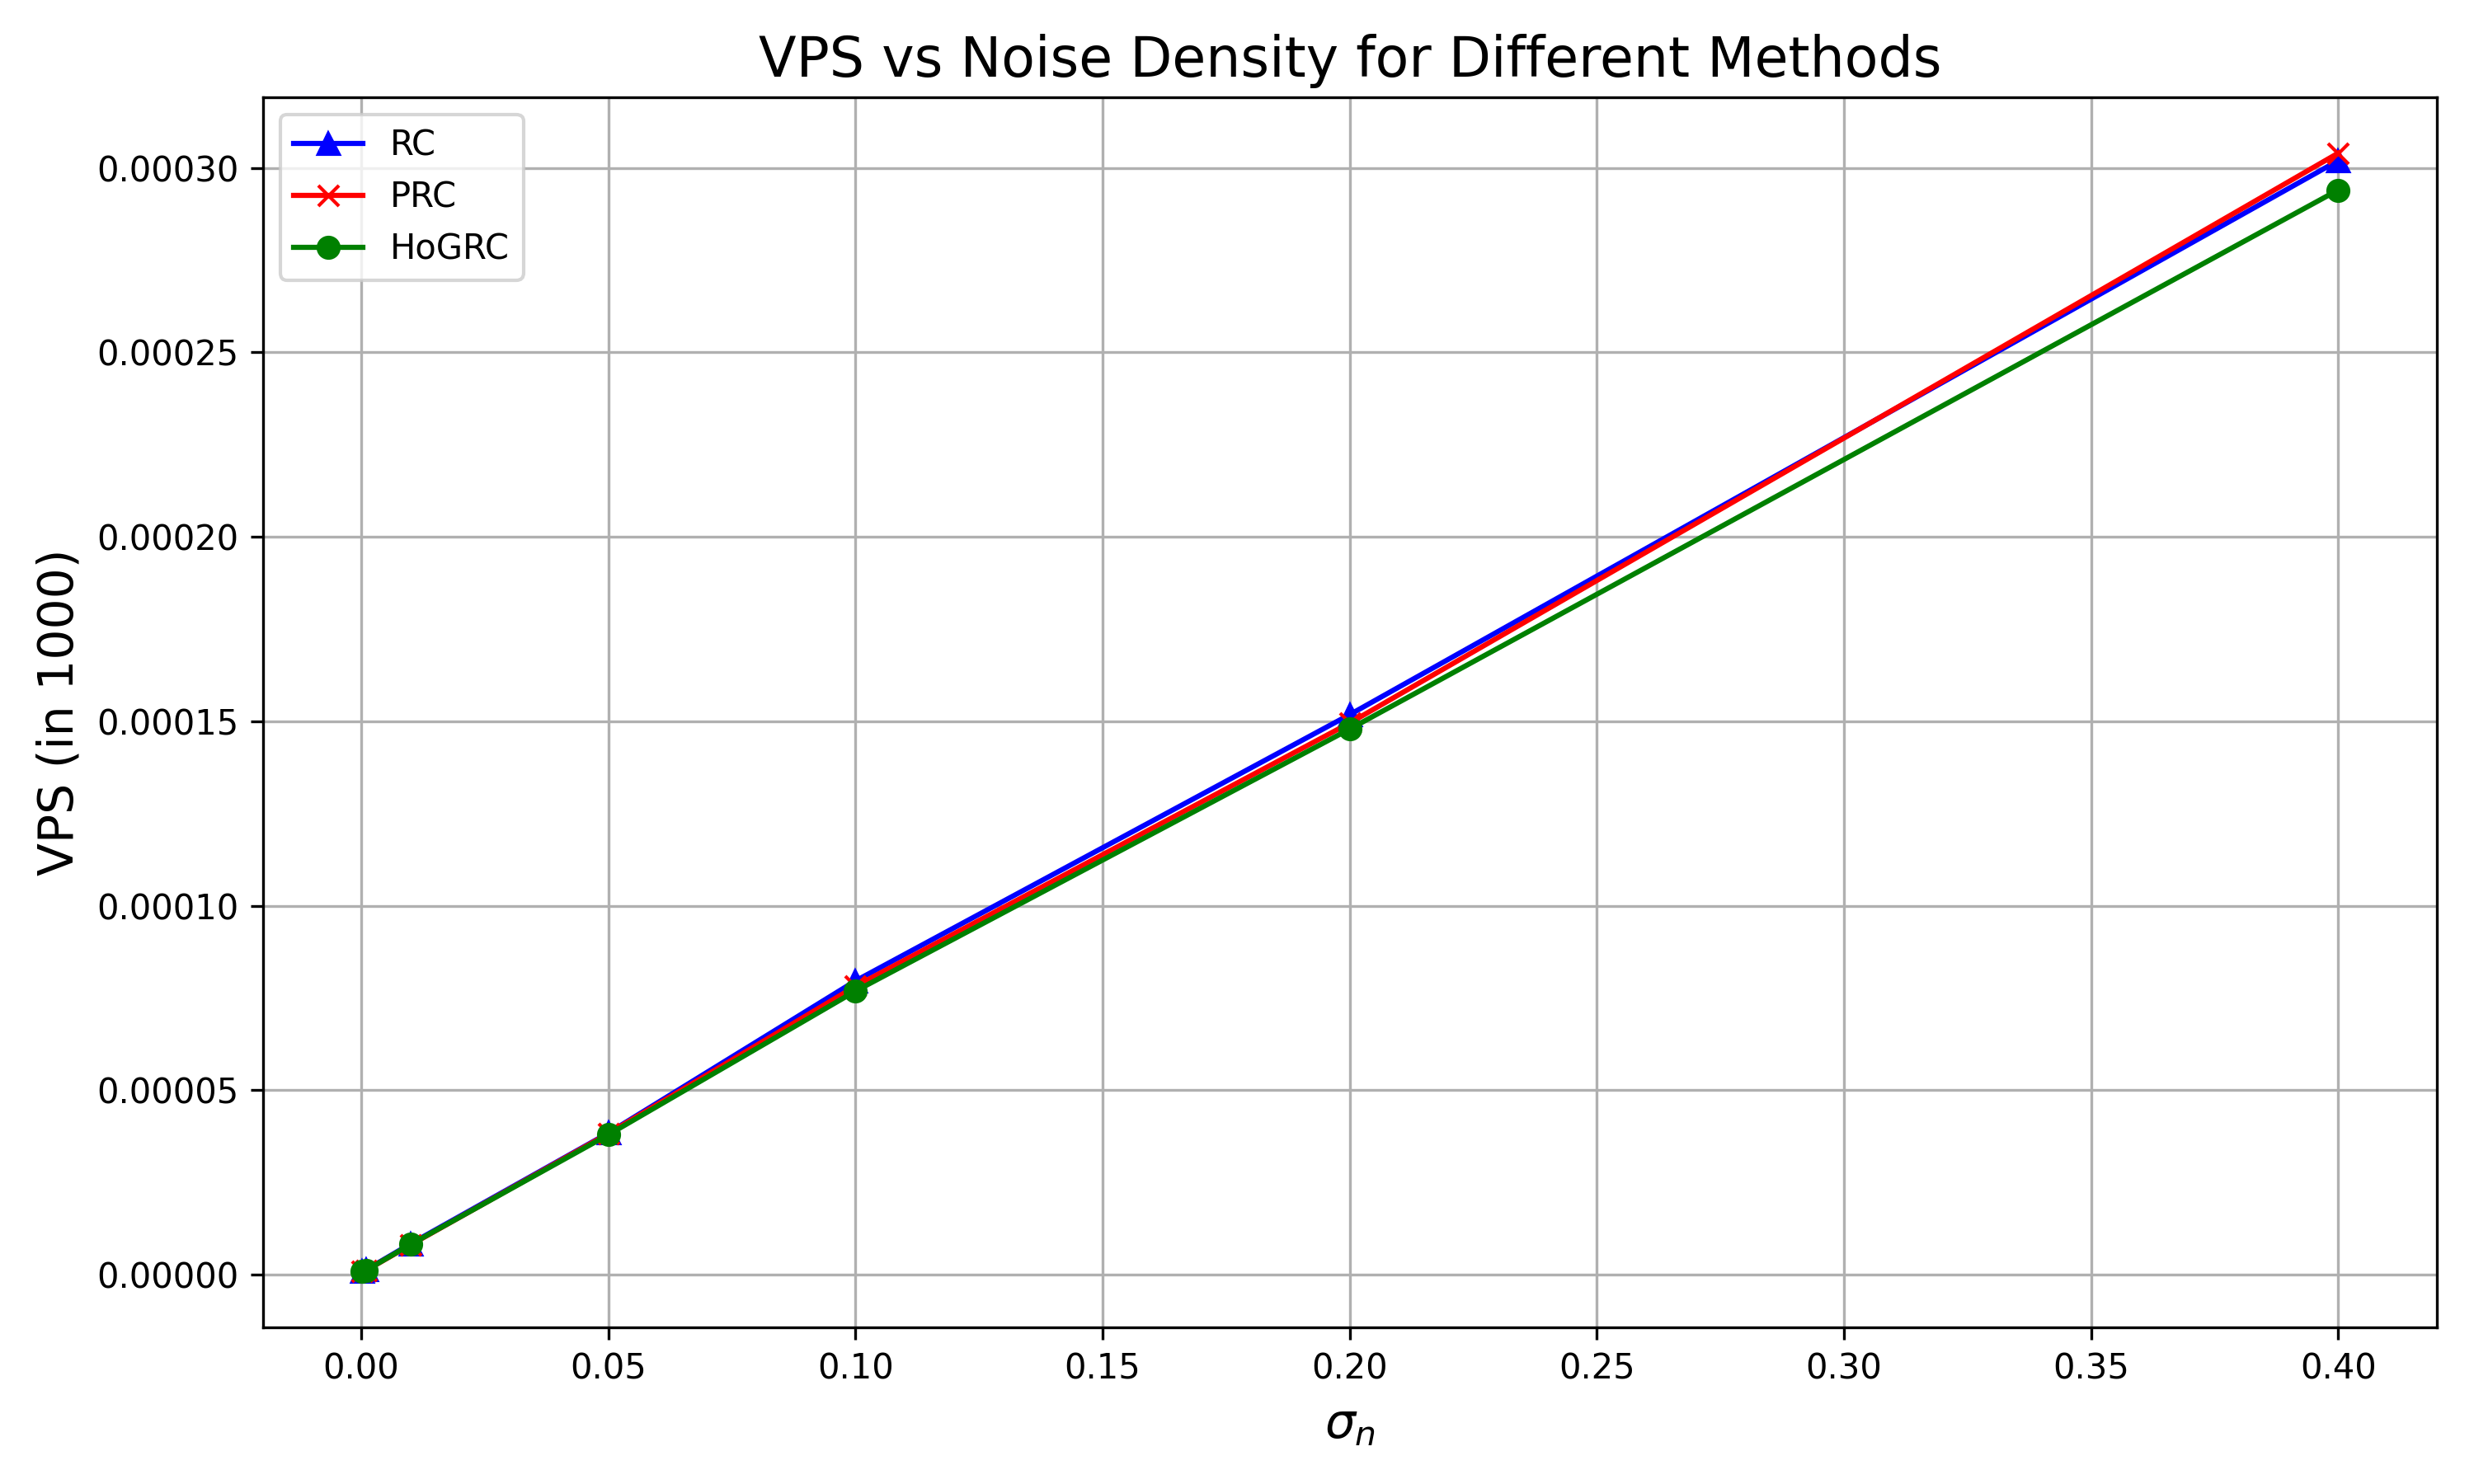 VPS vs Noise Density for Different Methods
RC
PRC
HoGRC
VPS (in 1000)
0.00030
0.00025
0.00020
0.00015
0.00010
0.00005
0.00000
0.00 0.05 0.10 0.15 0.20 0.25 0.30 0.35 0.40
σₙ